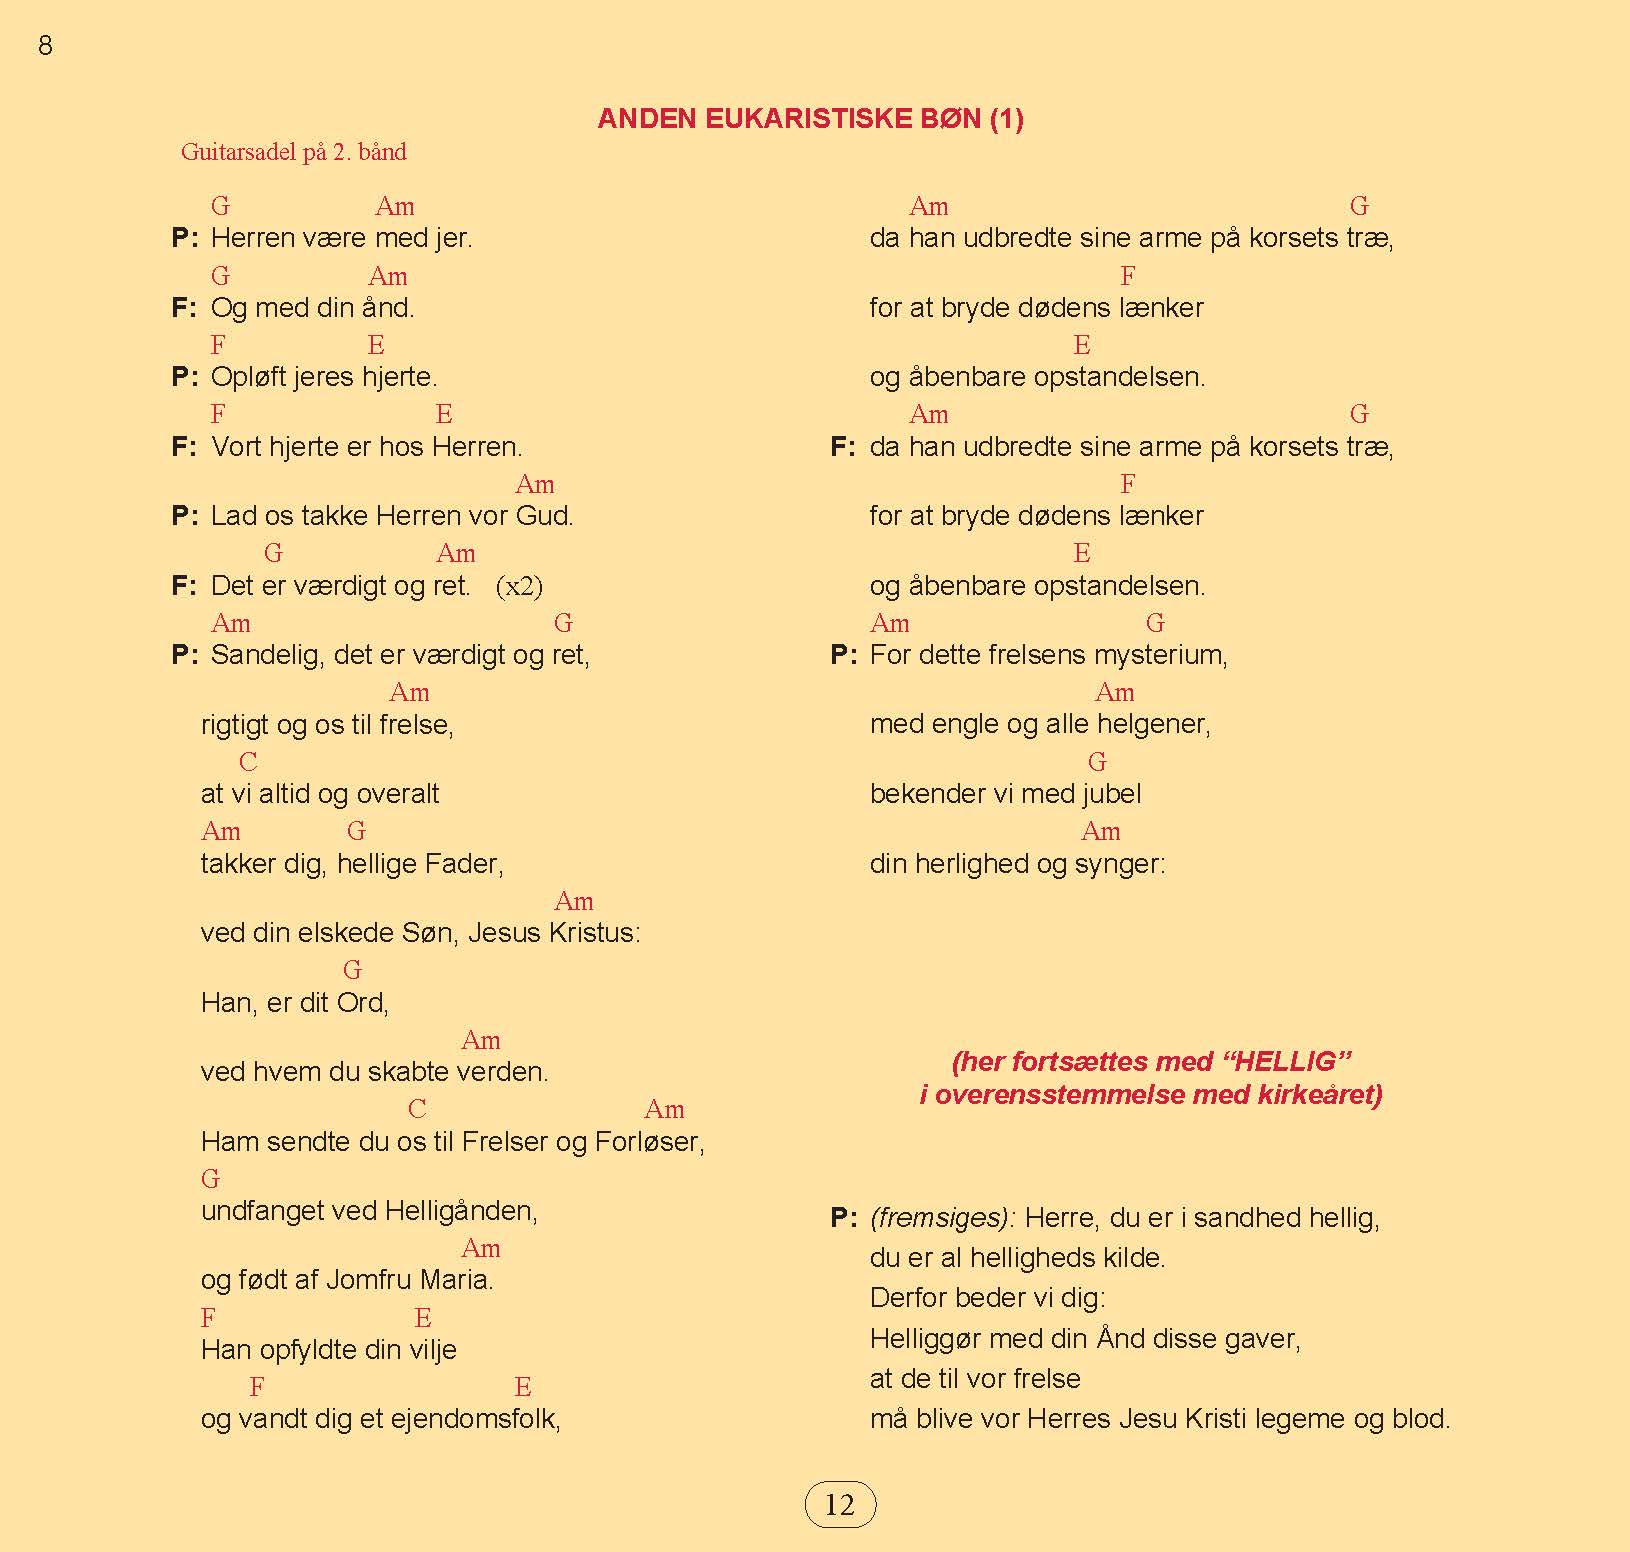 8
ANDEN EUKARISTISKE BØN (1)
Guitarsadel på 2. bånd
G Am
P: Herren være med jer.
G Am
F: Og med din ånd.
F E
P: Opløft jeres hjerte.
F E
F: Vort hjerte er hos Herren.
Am
P: Lad os takke Herren vor Gud.
G Am
F: Det er værdigt og ret. (x2)
Am G
P: Sandelig, det er værdigt og ret,
Am
rigtigt og os til frelse,
C
at vi altid og overalt
Am G
takker dig, hellige Fader,
Am
ved din elskede Søn, Jesus Kristus:
G
Han, er dit Ord,
Am
ved hvem du skabte verden.
C Am
Ham sendte du os til Frelser og Forløser,
G
undfanget ved Helligånden,
Am
og født af Jomfru Maria.
F E
Han opfyldte din vilje
F E
og vandt dig et ejendomsfolk,
Am G
da han udbredte sine arme på korsets træ,
F
for at bryde dødens lænker
E
og åbenbare opstandelsen.
Am G
F: da han udbredte sine arme på korsets træ,
F
for at bryde dødens lænker
E
og åbenbare opstandelsen.
Am G
P: For dette frelsens mysterium,
Am
med engle og alle helgener,
G
bekender vi med jubel
Am
din herlighed og synger:
(her fortsættes med “HELLIG”
i overensstemmelse med kirkeåret)
P: (fremsiges): Herre, du er i sandhed hellig,
du er al helligheds kilde.
Derfor beder vi dig:
Helliggør med din Ånd disse gaver,
at de til vor frelse
må blive vor Herres Jesu Kristi legeme og blod.
12